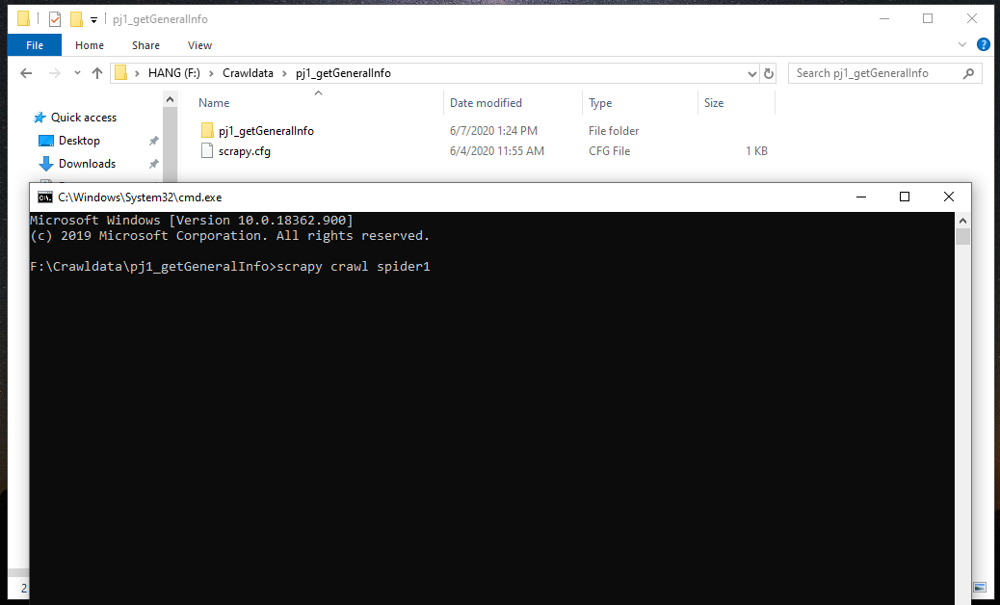 pj1_getGeneralInfo
File Home Share View
HANG (F:) Crawldata pj1_getGeneralInfo
Search pj1_getGeneralInfo
Name Date modified Type Size
Quick access
pj1_getGeneralInfo 6/7/2020 1:24 PM File folder
Desktop
scrapy.cfg 6/4/2020 11:55 AM CFG File 1 KB
Downloads
C:\Windows\System32\cmd.exe
Microsoft Windows [Version 10.0.18362.900]
(c) 2019 Microsoft Corporation. All rights reserved.
F:\Crawldata\pj1_getGeneralInfo>scrapy crawl spider1
2